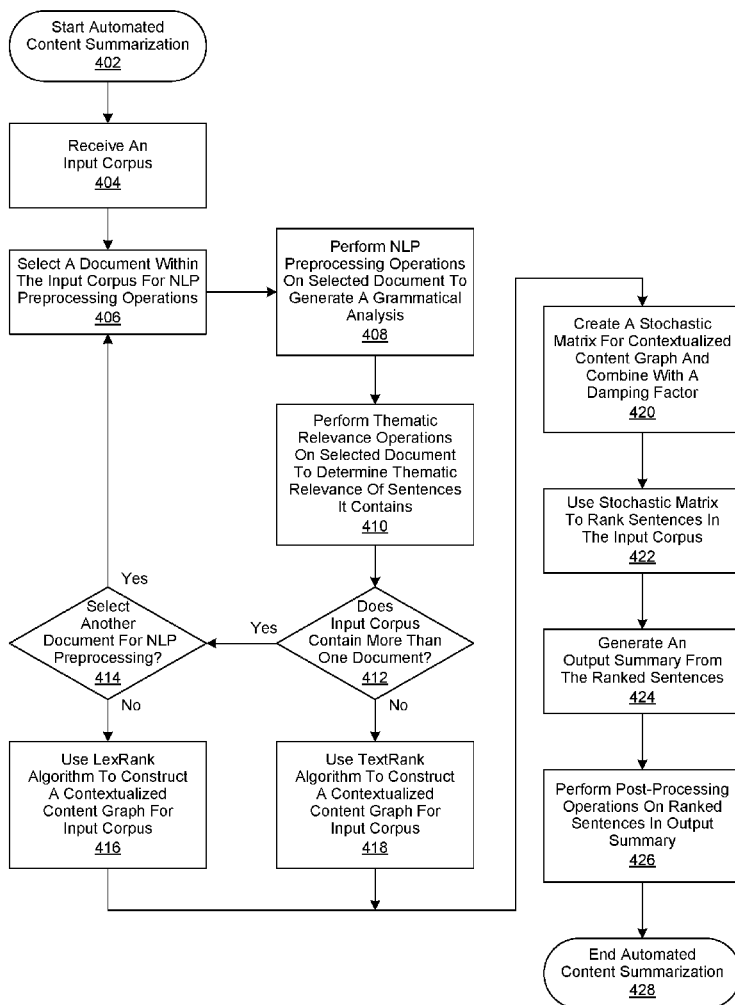 Start Automated
Content Summarization
402
Receive An
Input Corpus
404
Select A Document Within
The Input Corpus For NLP
Preprocessing Operations
406
Perform NLP
Preprocessing Operations
On Selected Document To
Generate A Grammatical
Analysis
408
Perform Thematic
Relevance Operations
On Selected Document
To Determine Thematic
Relevance Of Sentences
It Contains
410
Does
Input Corpus
Contain More Than
One Document?
412
Yes
No
Select
Another
Document For NLP
Preprocessing?
414
Yes
No
Use LexRank
Algorithm To Construct
A Contextualized
Content Graph For
Input Corpus
416
Use TextRank
Algorithm To Construct
A Contextualized
Content Graph For
Input Corpus
418
Create A Stochastic
Matrix For Contextualized
Content Graph And
Combine With A
Damping Factor
420
Use Stochastic Matrix
To Rank Sentences In
The Input Corpus
422
Generate An
Output Summary From
The Ranked Sentences
424
Perform Post-Processing
Operations On Ranked
Sentences In Output
Summary
426
End Automated
Content Summarization
428